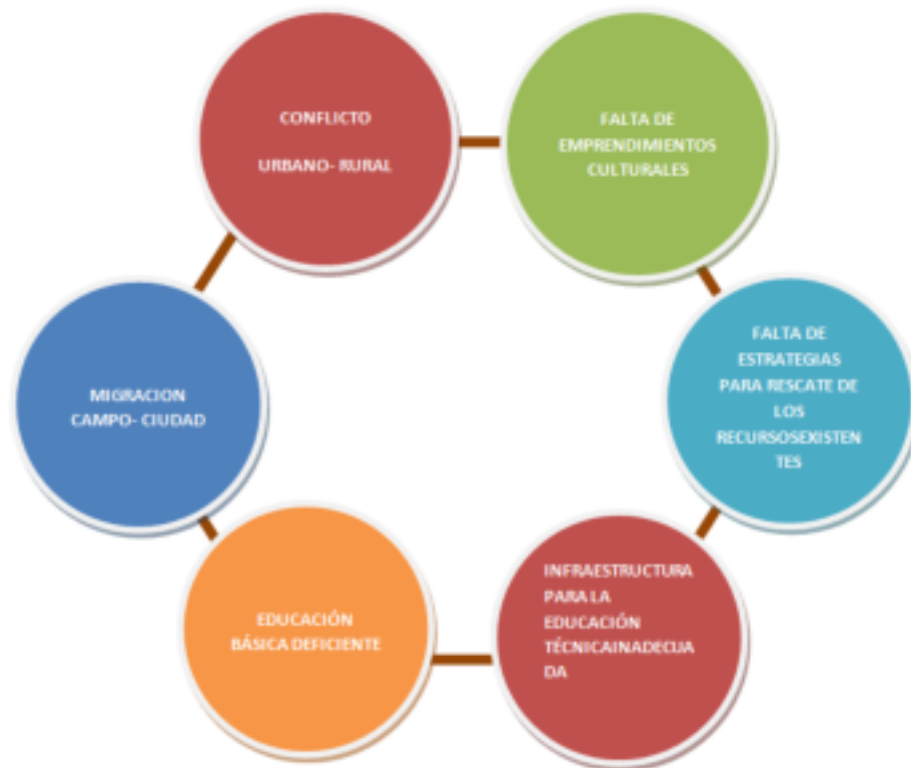 CONFLICTO
URBANO- RURAL
FALTA DE
EMPRENDIMIENTOS
CULTURALES
FALTA DE
ESTRATEGIAS
PARA RESCATE DE
LOS
RECURSOSEXISTEN
TES
INFRAESTRUCTURA
PARA LA
EDUCACIÓN
TÉCNICAINADECUA
DA
EDUCACIÓN
BÁSICA DEFICIENTE
MIGRACION
CAMPO- CIUDAD